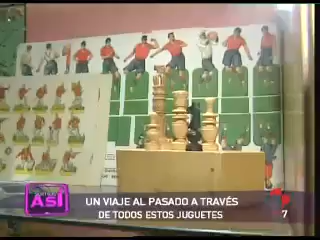 ASÍ
UN VIAJE AL PASADO A TRAVÉS
DE TODOS ESTOS JUGUETES
7